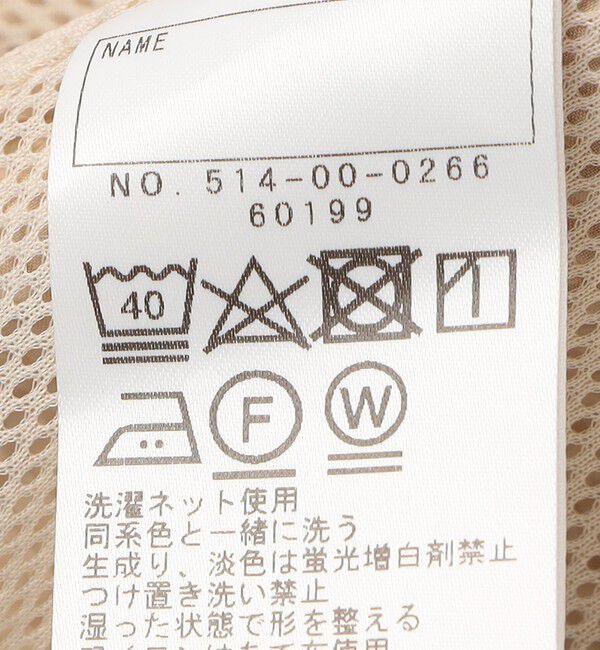 NAME
NO. 514-00-0266
60199
40
F
W
洗濯ネット使用
同系色と一緒に洗う
生成り、淡色は蛍光増白剤禁止
つけ置き洗い禁止
湿った状態で形を整える